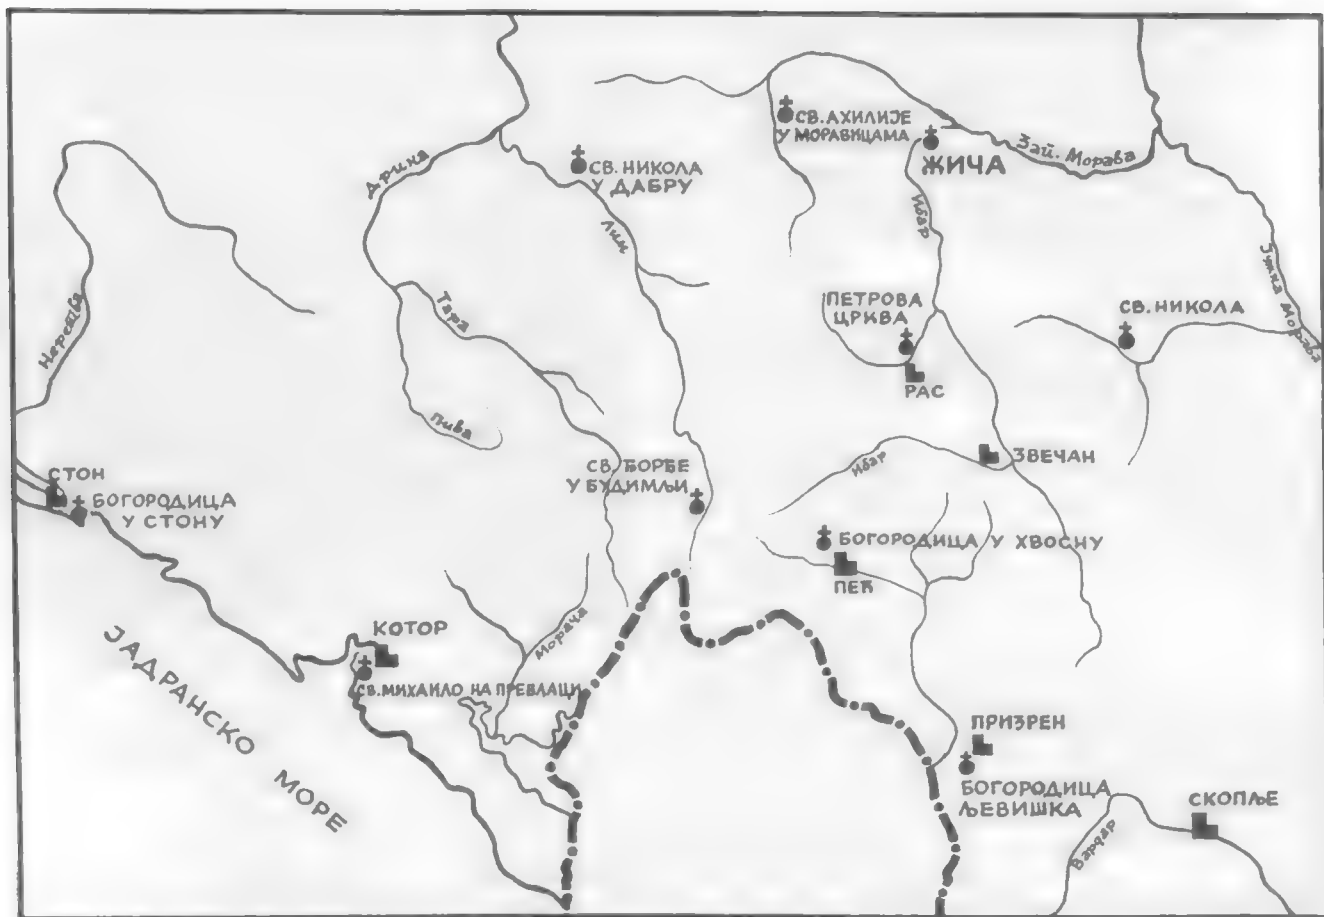 СВ. АХИЛИЈЕ
У МОРАВИЦАМА
ЖИЧА
Зап. Морава
Дрина
СВ. НИКОЛА
У ДАБРУ
Лим
Ибар
Јужна Морава
Неретва
Тара
ПЕТРОВА
ЦРКВА
СВ. НИКОЛА
РАС
Пива
СВ. ЂОРЂЕ
У БУДИМЉИ
Ибар
ЗВЕЧАН
СТОН
БОГОРОДИЦА
У СТОНУ
БОГОРОДИЦА У ХВОСНУ
ПЕЋ
КОТОР
Морача
СВ. МИХАИЛО НА ПРЕВЛАЦИ
ЈАДРАНСКО МОРЕ
ПРИЗРЕН
БОГОРОДИЦА
ЉЕВИШКА
СКОПЉЕ
Вардар